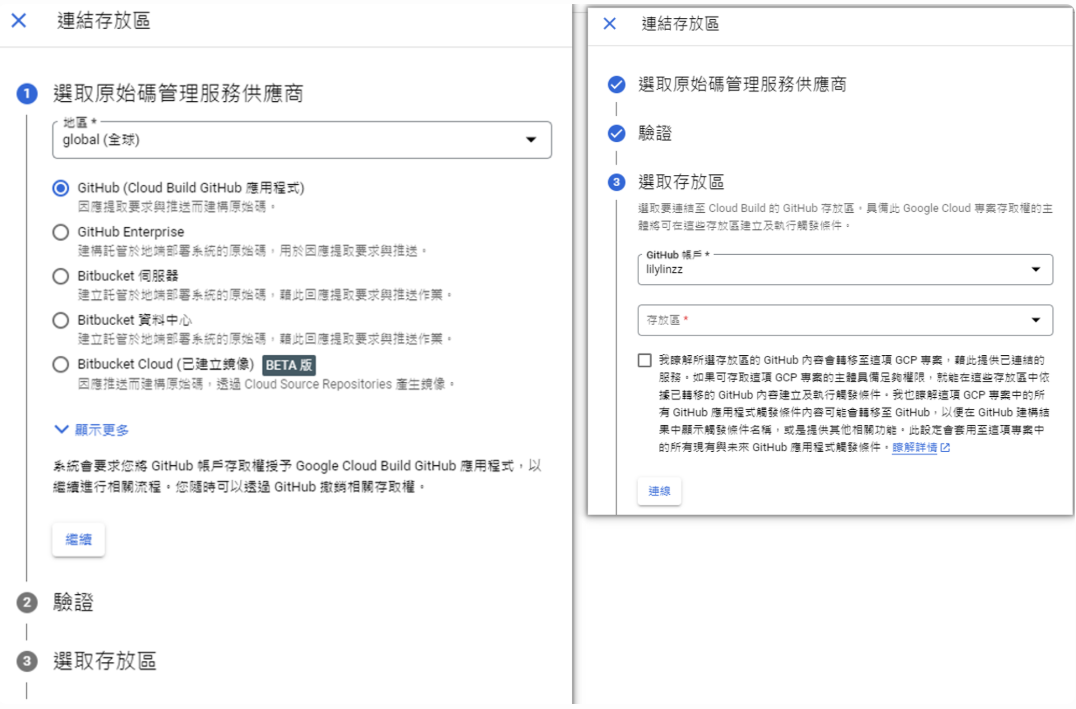 連結存放區
1 選取原始碼管理服務供應商
地區 *
global (全球)
GitHub (Cloud Build GitHub 應用程式)
因應提取要求與推送而建構原始碼。
GitHub Enterprise
建構託管於地端部署系統的原始碼，用於因應提取要求與推送。
Bitbucket 伺服器
建立託管於地端部署系統的原始碼，藉此回應提取要求與推送作業。
Bitbucket 資料中心
建立託管於地端部署系統的原始碼，藉此回應提取要求與推送作業。
Bitbucket Cloud (已建立鏡像) BETA 版
因應推送而建構原始碼，透過 Cloud Source Repositories 產生鏡像。
顯示更多
系統會要求您將 GitHub 帳戶存取權授予 Google Cloud Build GitHub 應用程式，以
繼續進行相關流程。您隨時可以透過 GitHub 撤銷相關存取權。
繼續
2 驗證
3 選取存放區
連結存放區
選取原始碼管理服務供應商
驗證
3 選取存放區
選取要連結至 Cloud Build 的 GitHub 存放區。具備此 Google Cloud 專案存取權的主
體將可在這些存放區建立及執行觸發條件。
GitHub 帳戶 *
lilylinzz
存放區 *
我瞭解所選存放區的 GitHub 內容會轉移至這項 GCP 專案，藉此提供已連結的
服務。如果可存取這項 GCP 專案的主體具備足夠權限，就能在這些存放區中依
據已轉移的 GitHub 內容建立及執行觸發條件。我也瞭解這項 GCP 專案中的所
有 GitHub 應用程式觸發條件內容可能會轉移至 GitHub，以便在 GitHub 建構結
果中顯示觸發條件名稱，或是提供其他相關功能。此設定會套用至這項專案中
的所有現有與未來 GitHub 應用程式觸發條件。瞭解詳情
連線